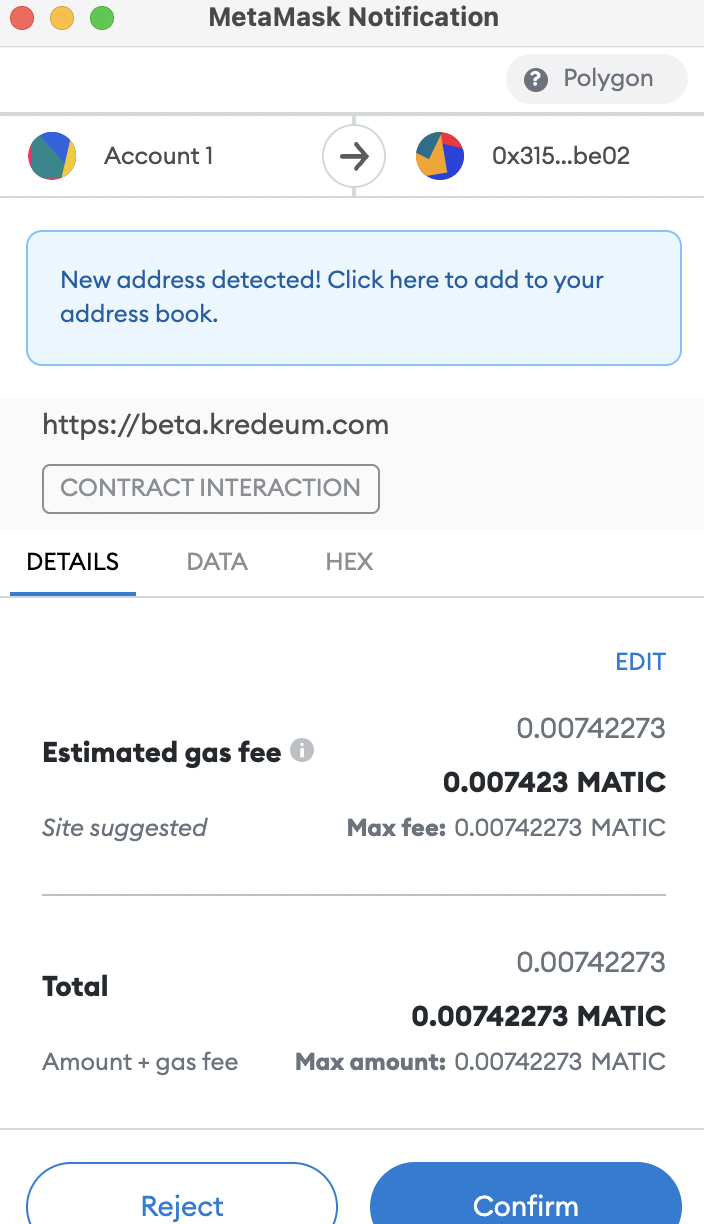 MetaMask Notification
? Polygon
Account 1
0x315...be02
New address detected! Click here to add to your
address book.
https://beta.kredeum.com
CONTRACT INTERACTION
DETAILS DATA HEX
EDIT
0.00742273
Estimated gas fee i
0.007423 MATIC
Site suggested Max fee: 0.00742273 MATIC
0.00742273
Total
0.00742273 MATIC
Amount + gas fee Max amount: 0.00742273 MATIC
Reject Confirm